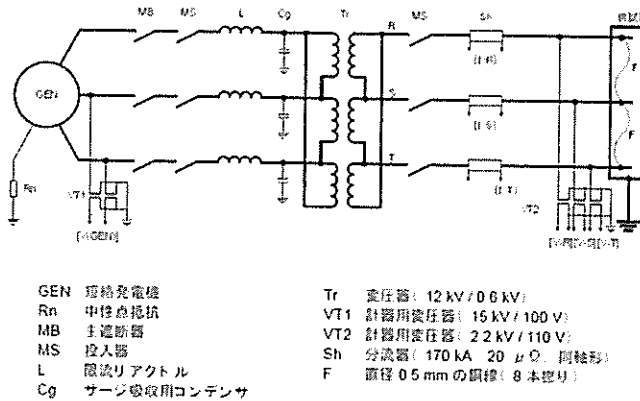 MB MS L Cg Tr R MS Sh
[I-R]
GEN
S
[I-S]
F
F
T
Rn
VT1
[I-T]
VT2
[V-GEN]
[V-R][V-S][V-T]
GEN 短絡発電機
Rn 中性点抵抗
MB 主遮断器
MS 投入器
L 限流リアクトル
Cg サージ吸収用コンデンサ
Tr 変圧器( 12 kV / 0.6 kV)
VT1 計器用変圧器( 15 kV / 100 V)
VT2 計器用変圧器( 2.2 kV / 110 V)
Sh 分流器( 170 kA 20 μΩ 同軸形)
F 直径 0.5 mm の銅線( 8 本撚り)